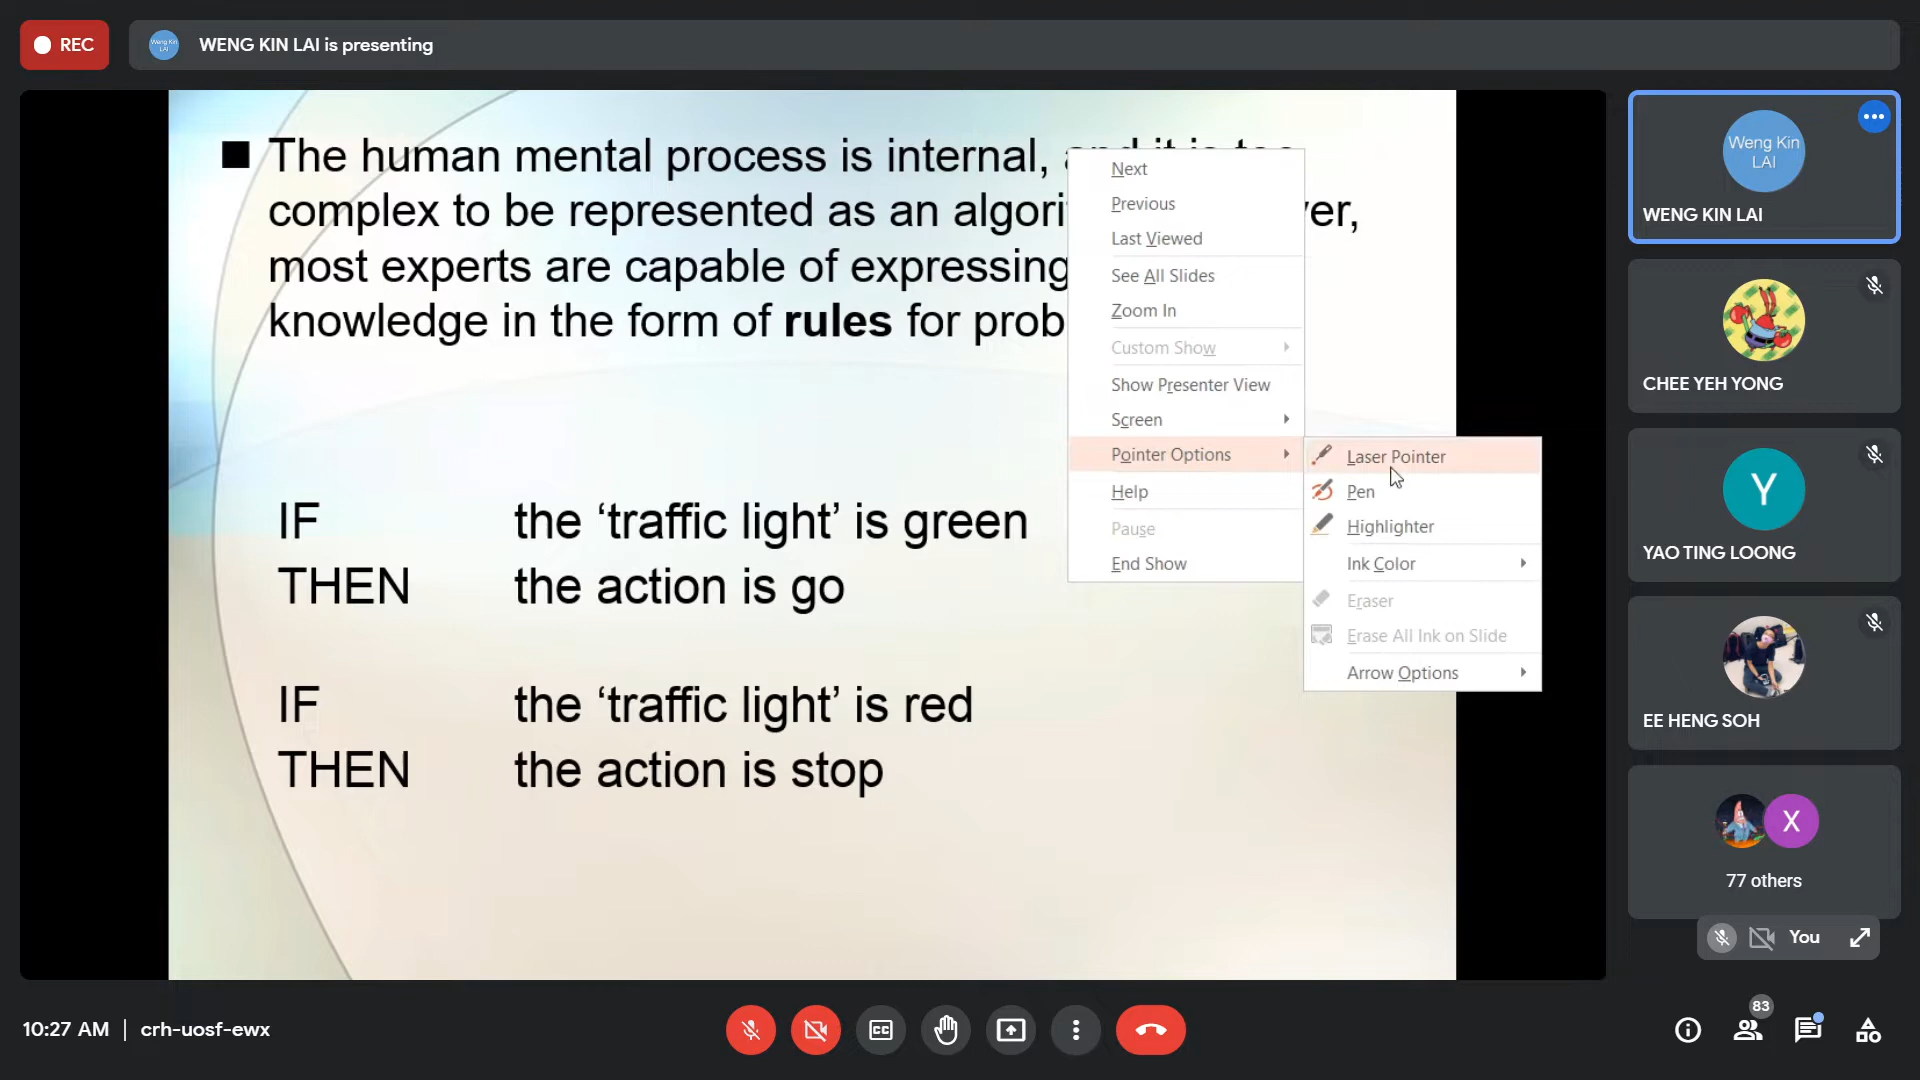 REC
Weng Kin
LAI
WENG KIN LAI is presenting
The human mental process is internal,
complex to be represented as an
most experts are capable of expressing
knowledge in the form of rules for
IF the ‘traffic light’ is green
THEN the action is go
IF the ‘traffic light’ is red
THEN the action is stop
Next
Previous
Last Viewed
See All Slides
Zoom In
Custom Show
Show Presenter View
Screen
Pointer Options
Help
Pause
End Show
Laser Pointer
Pen
Highlighter
Ink Color
Eraser
Erase All Ink on Slide
Arrow Options
Weng Kin
LAI
WENG KIN LAI
CHEE YEH YONG
Y
YAO TING LOONG
EE HENG SOH
X
77 others
You
10:27 AM | crh-uosf-ewx
CC
83